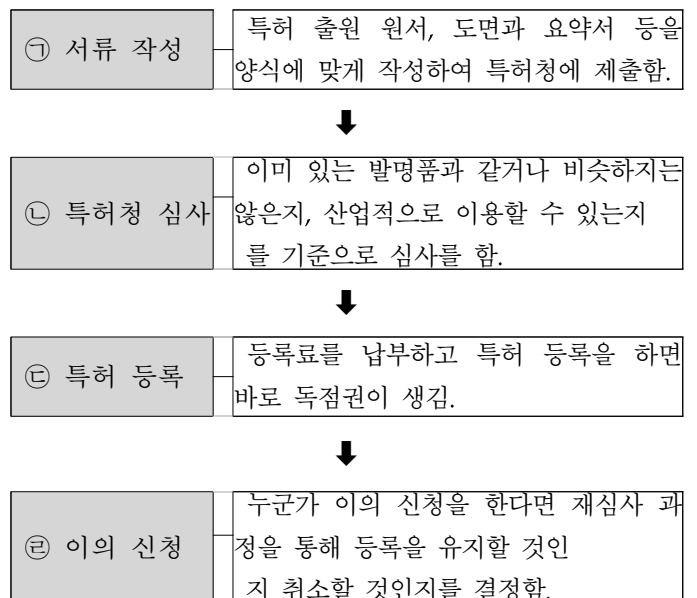 ㉠ 서류 작성
특허 출원 원서, 도면과 요약서 등을
양식에 맞게 작성하여 특허청에 제출함.
⬇
㉡ 특허청 심사
이미 있는 발명품과 같거나 비슷하지는
않은지, 산업적으로 이용할 수 있는지
를 기준으로 심사를 함.
⬇
㉢ 특허 등록
등록료를 납부하고 특허 등록을 하면
바로 독점권이 생김.
⬇
㉣ 이의 신청
누군가 이의 신청을 한다면 재심사 과
정을 통해 등록을 유지할 것인
지 취소할 것인지를 결정함.